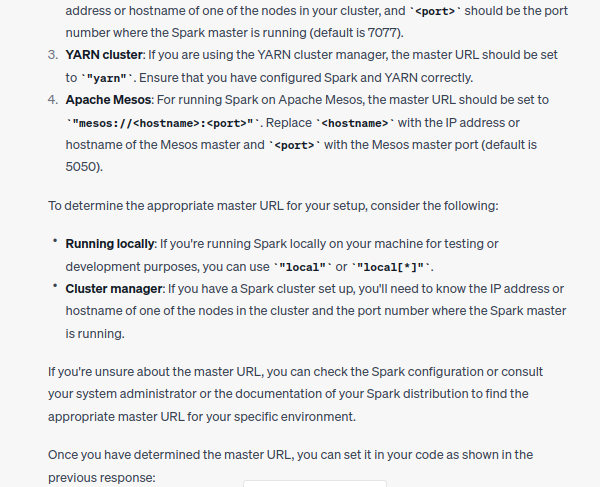 address or hostname of one of the nodes in your cluster, and `<port>` should be the port
number where the Spark master is running (default is 7077).
3. YARN cluster: If you are using the YARN cluster manager, the master URL should be set
to `"yarn"`. Ensure that you have configured Spark and YARN correctly.
4. Apache Mesos: For running Spark on Apache Mesos, the master URL should be set to
`"mesos://<hostname>:<port>"`. Replace `<hostname>` with the IP address or
hostname of the Mesos master and `<port>` with the Mesos master port (default is
5050).
To determine the appropriate master URL for your setup, consider the following:
• Running locally: If you're running Spark locally on your machine for testing or
development purposes, you can use `"local"` or `"local[*]"`.
• Cluster manager: If you have a Spark cluster set up, you'll need to know the IP address or
hostname of one of the nodes in the cluster and the port number where the Spark master
is running.
If you're unsure about the master URL, you can check the Spark configuration or consult
your system administrator or the documentation of your Spark distribution to find the
appropriate master URL for your specific environment.
Once you have determined the master URL, you can set it in your code as shown in the
previous response: